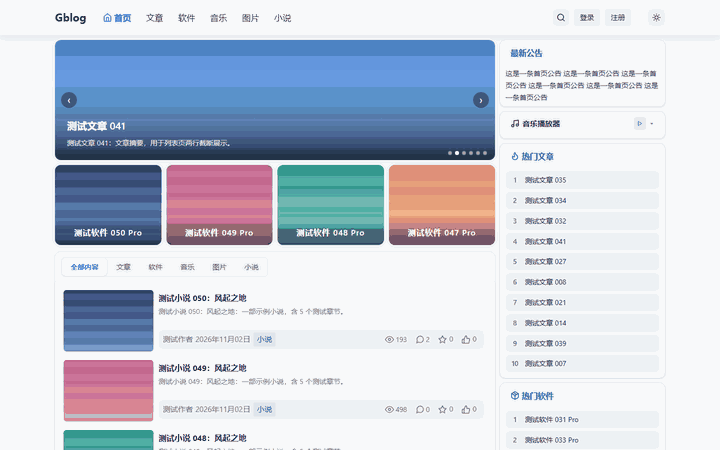 Gblog
首页
文章
软件
音乐
图片
小说
登录
注册
测试文章 041
测试文章 041：文章摘要，用于列表页两行截断展示。
测试软件 050 Pro
测试软件 049 Pro
测试软件 048 Pro
测试软件 047 Pro
全部内容
文章
软件
音乐
图片
小说
测试小说 050：风起之地
测试小说 050：风起之地：一部示例小说，含 5 个测试章节。
测试作者 2026年11月02日 小说
193
2
0
0
测试小说 049：风起之地
测试小说 049：风起之地：一部示例小说，含 5 个测试章节。
测试作者 2026年11月02日 小说
498
0
0
0
测试小说 048：风起之地
最新公告
这是一条首页公告 这是一条首页公告 这是一条首
页公告 这是一条首页公告 这是一条首页公告 这
是一条首页公告
音乐播放器
热门文章
1 测试文章 035
2 测试文章 034
3 测试文章 032
4 测试文章 041
5 测试文章 027
6 测试文章 008
7 测试文章 021
8 测试文章 014
9 测试文章 039
10 测试文章 007
热门软件
1 测试软件 031 Pro
2 测试软件 033 Pro